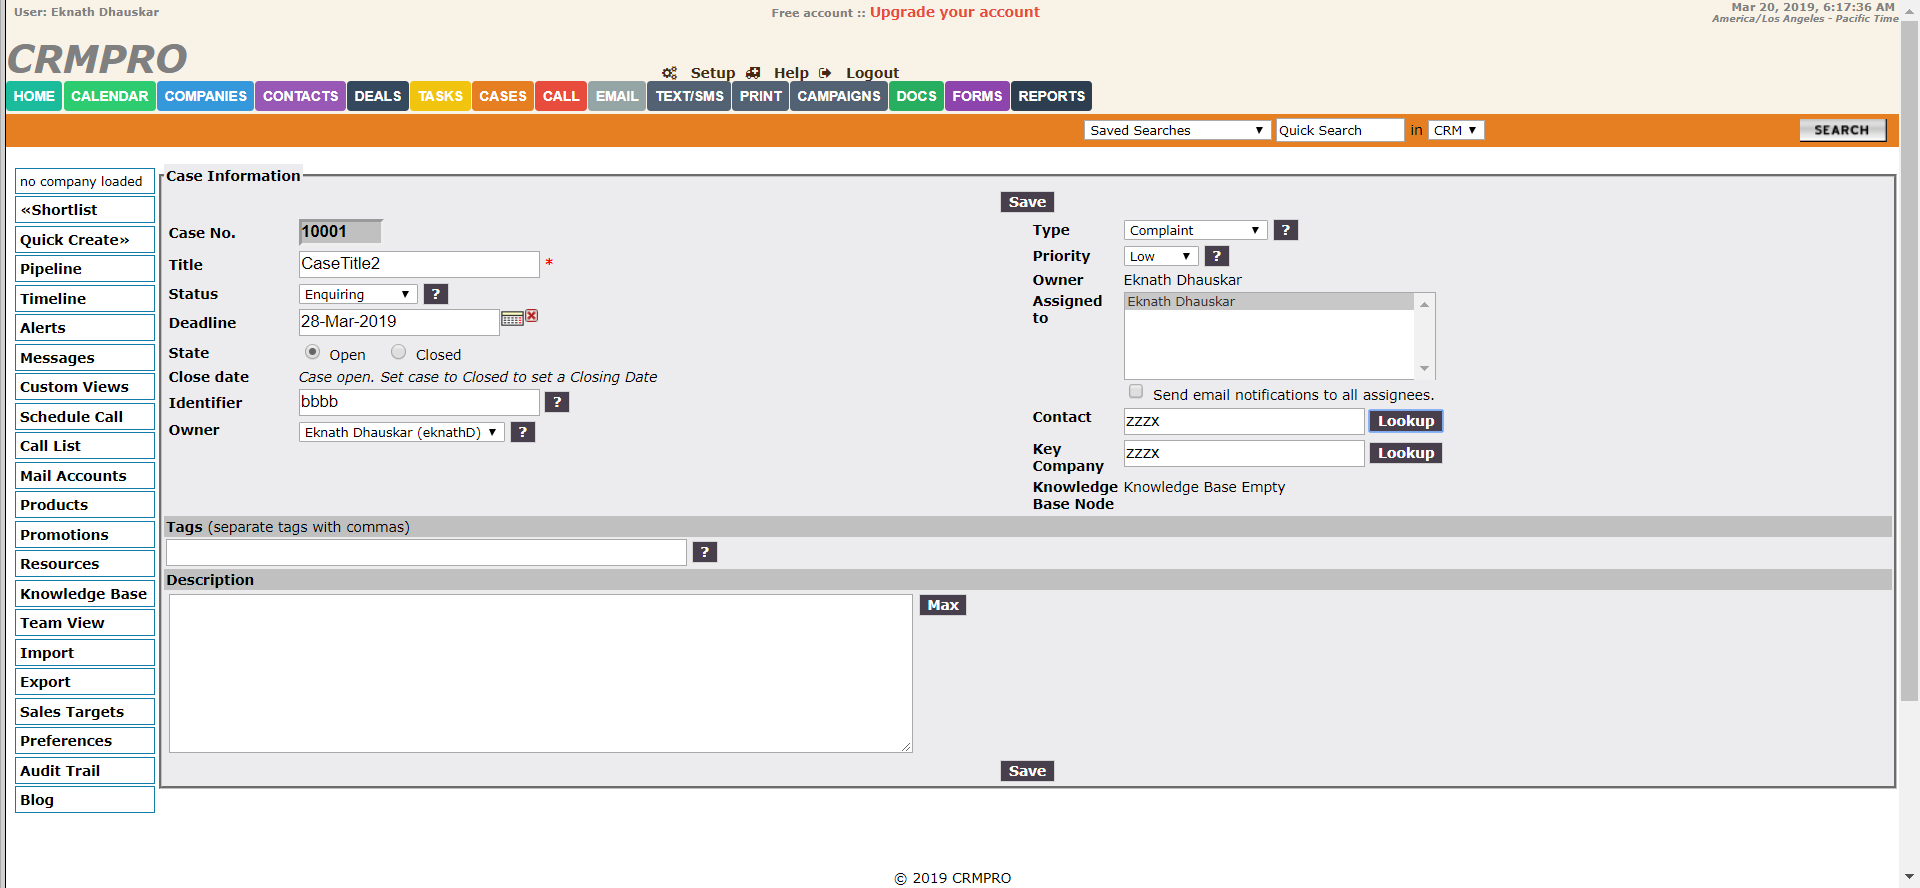 User: Eknath Dhauskar
Free account :: Upgrade your account
Mar 20, 2019, 6:17:36 AM
America/Los Angeles - Pacific Time
CRMPRO
Setup Help Logout
HOME CALENDAR COMPANIES CONTACTS DEALS TASKS CASES CALL EMAIL TEXT/SMS PRINT CAMPAIGNS DOCS FORMS REPORTS
Saved Searches Quick Search in CRM SEARCH
no company loaded
«Shortlist
Quick Create»
Pipeline
Timeline
Alerts
Messages
Custom Views
Schedule Call
Call List
Mail Accounts
Products
Promotions
Resources
Knowledge Base
Team View
Import
Export
Sales Targets
Preferences
Audit Trail
Blog
Case Information
Save
Case No. 10001
Title CaseTitle2 *
Status Enquiring ?
Deadline 28-Mar-2019
State Open Closed
Close date Case open. Set case to Closed to set a Closing Date
Identifier bbbb ?
Owner Eknath Dhauskar (eknathD) ?
Type Complaint ?
Priority Low ?
Owner Eknath Dhauskar
Assigned to Eknath Dhauskar
Send email notifications to all assignees.
Contact zzzx Lookup
Key Company zzzx Lookup
Knowledge Base Node Knowledge Base Empty
Tags (separate tags with commas)
?
Description
Max
Save
© 2019 CRMPRO